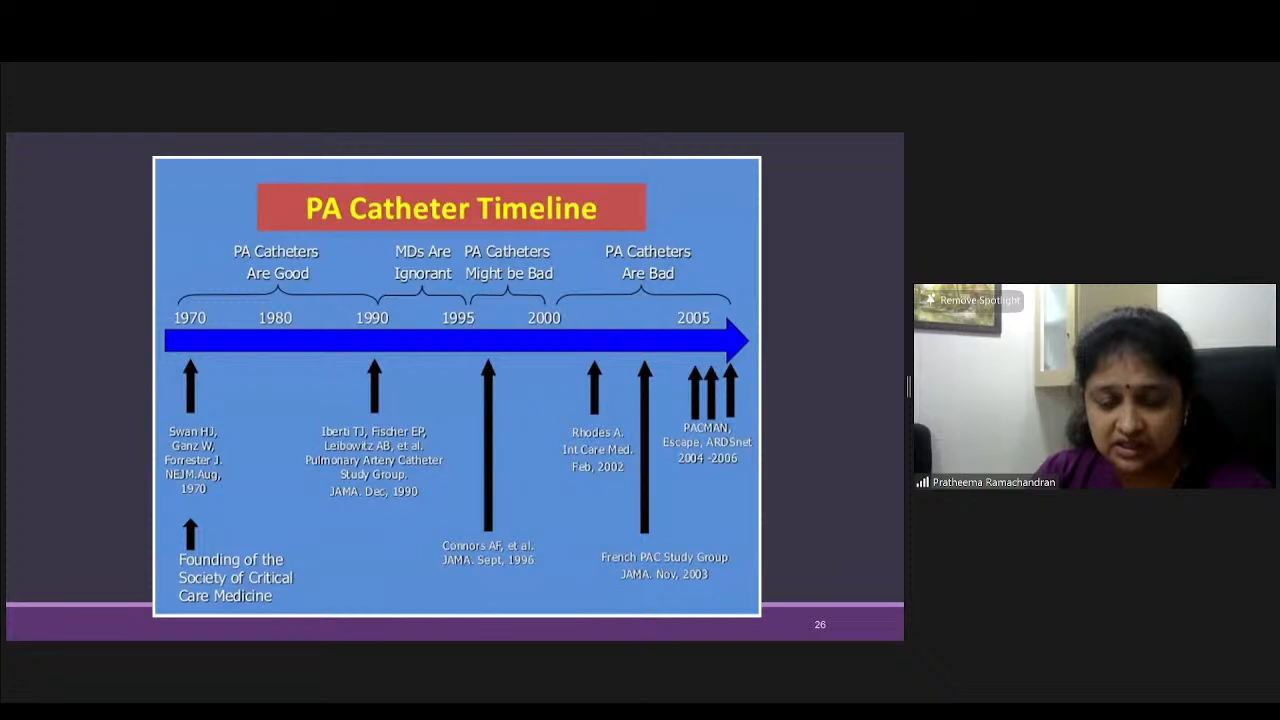 PA Catheter Timeline
PA Catheters
Are Good
MDs Are
Ignorant
PA Catheters
Might be Bad
PA Catheters
Are Bad
1970
1980
1990
1995
2000
2005
Swan HJ,
Ganz W,
Forrester J.
NEJM.Aug,
1970
Iberti TJ, Fischer EP,
Leibowitz AB, et al.
Pulmonary Artery Catheter
Study Group.
JAMA. Dec, 1990
Rhodes A.
Int Care Med.
Feb, 2002
PACMAN,
Escape, ARDSnet
2004 -2006
Connors AF, et al.
JAMA. Sept, 1996
French PAC Study Group
JAMA. Nov, 2003
Founding of the
Society of Critical
Care Medicine
26
Remove Spotlight
Pratheema Ramachandran